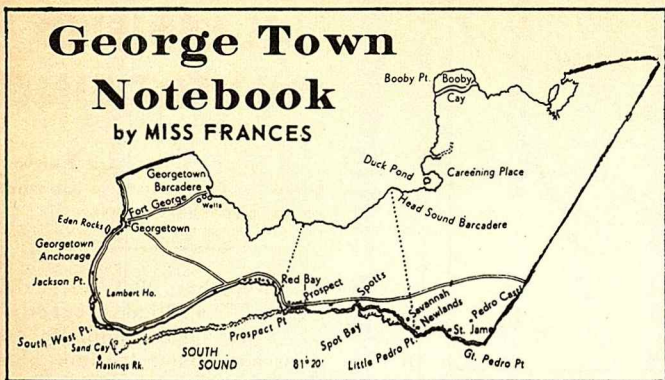 George Town
Notebook
by MISS FRANCES
Booby Pt.
Booby
Cay
Duck Pond
Careening Place
Head Sound Barcadere
Georgetown
Barcadere
Fort George
Wells
Eden Rocks
Georgetown
Georgetown
Anchorage
Jackson Pt.
Lambert Ho.
South West Pt.
Sand Cay
Hastings Rk.
SOUTH
SOUND
Prospect Pt
81° 20'
Red Bay
Prospect
Spotts
Spot Bay
Little Pedro Pt.
Savannah
Newlands
Pedro Castl
St. Jame
Gt. Pedro Pt